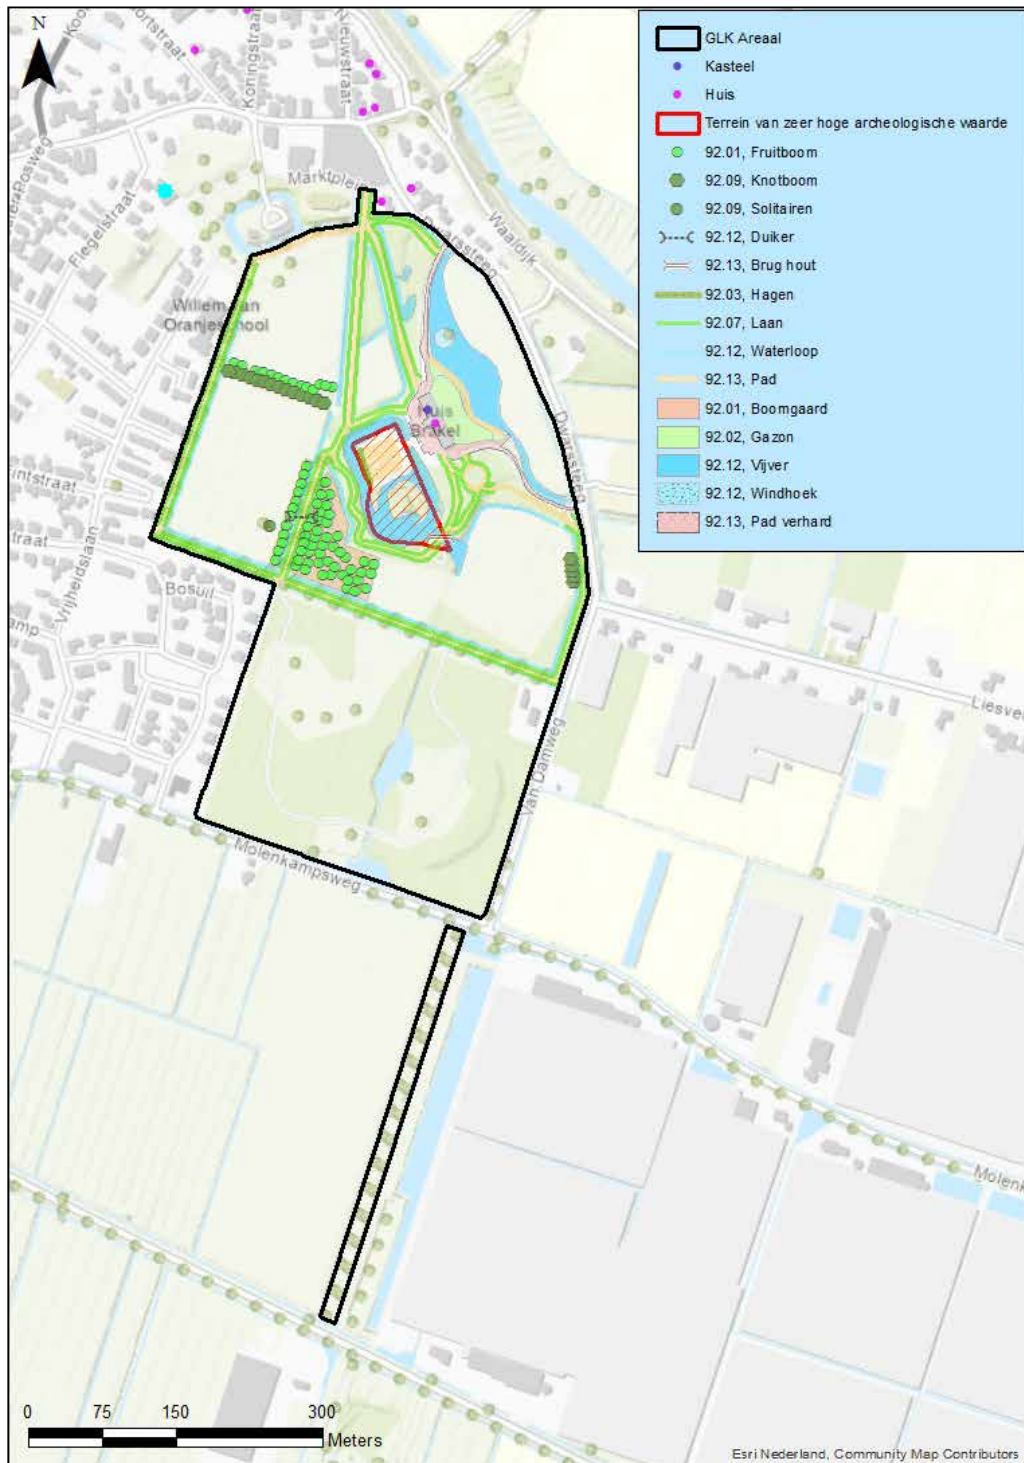 N
Koningstraat
Nieuwstraat
Marktplein
Flegelstraat
Dwarssteeg
Waaldijk
Willem van
Oranjeschool
Huis
Brakel
Dwarssteeg
Vrijheidslaan
Bosuil
Liesvel
Van Damweg
Molenkampsweg
Molenk
GLK Areaal
Kasteel
Huis
Terrein van zeer hoge archeologische waarde
92.01, Fruitboom
92.09, Knotboom
92.09, Solitairen
92.12, Duiker
92.13, Brug hout
92.03, Hagen
92.07, Laan
92.12, Waterloop
92.13, Pad
92.01, Boomgaard
92.02, Gazon
92.12, Vijver
92.12, Windhoek
92.13, Pad verhard
0 75 150 300
Meters
Esri Nederland, Community Map Contributors